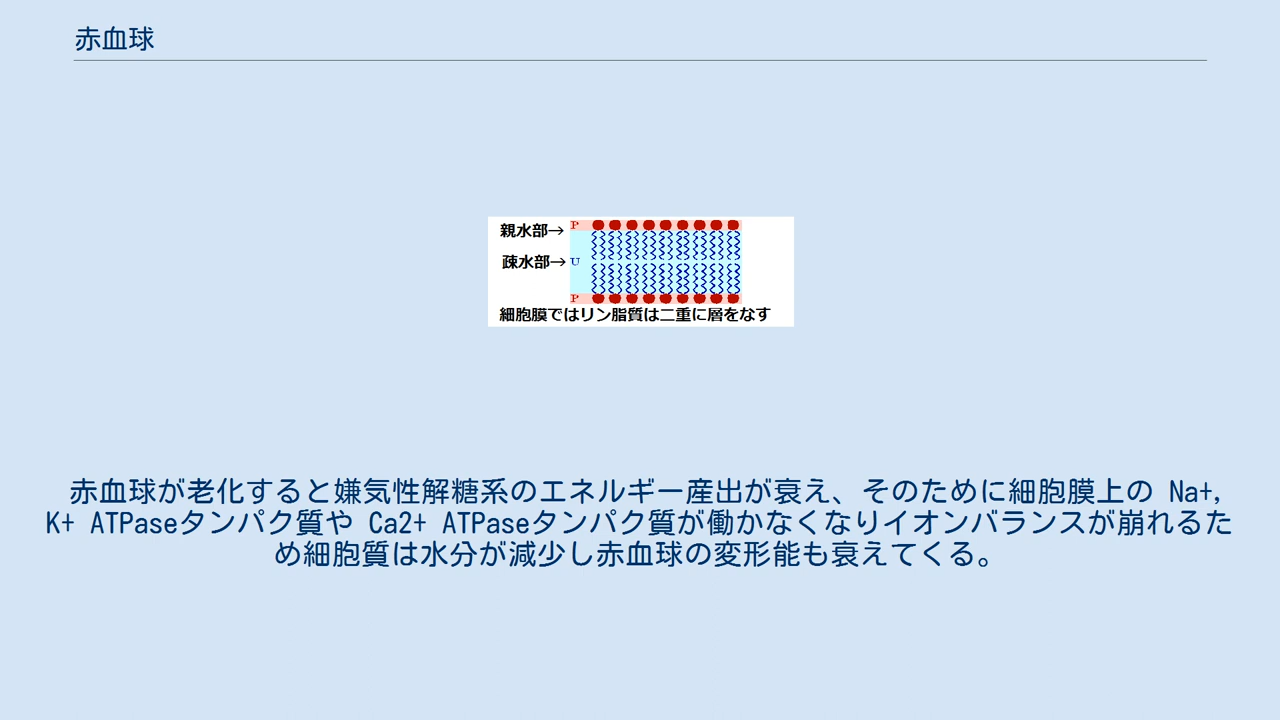 赤血球
親水部→ P
疎水部→ U
P
細胞膜ではリン脂質は二重に層をなす
赤血球が老化すると嫌気性解糖系のエネルギー産出が衰え、そのために細胞膜上の Na+,
K+ ATPaseタンパク質や Ca2+ ATPaseタンパク質が働かなくなりイオンバランスが崩れるた
め細胞質は水分が減少し赤血球の変形能も衰えてくる。